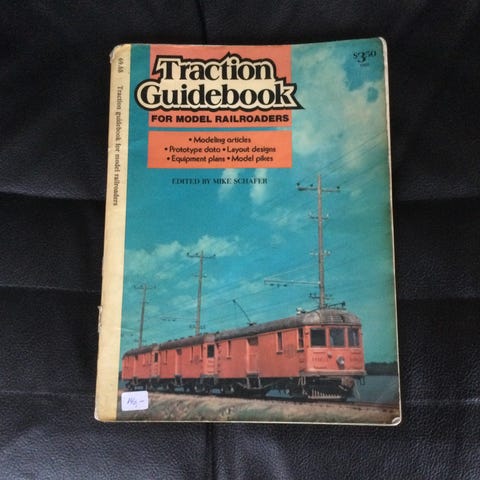 $3.50
Traction
Guidebook
FOR MODEL RAILROADERS
• Modeling articles
• Prototype data • Layout designs
• Equipment plans • Model pikes
EDITED BY MIKE SCHAFER
Traction guidebook for model railroaders